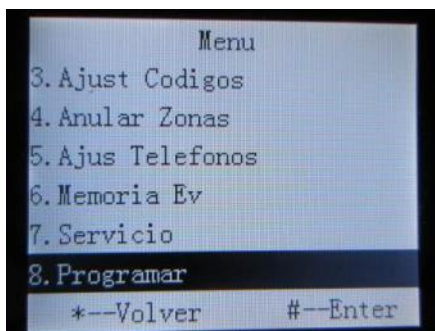 Menu
3.Ajust Codigos
4.Anular Zonas
5.Ajus Telefonos
6.Memoria Ev
7.Servicio
8.Programar
*--Volver #--Enter